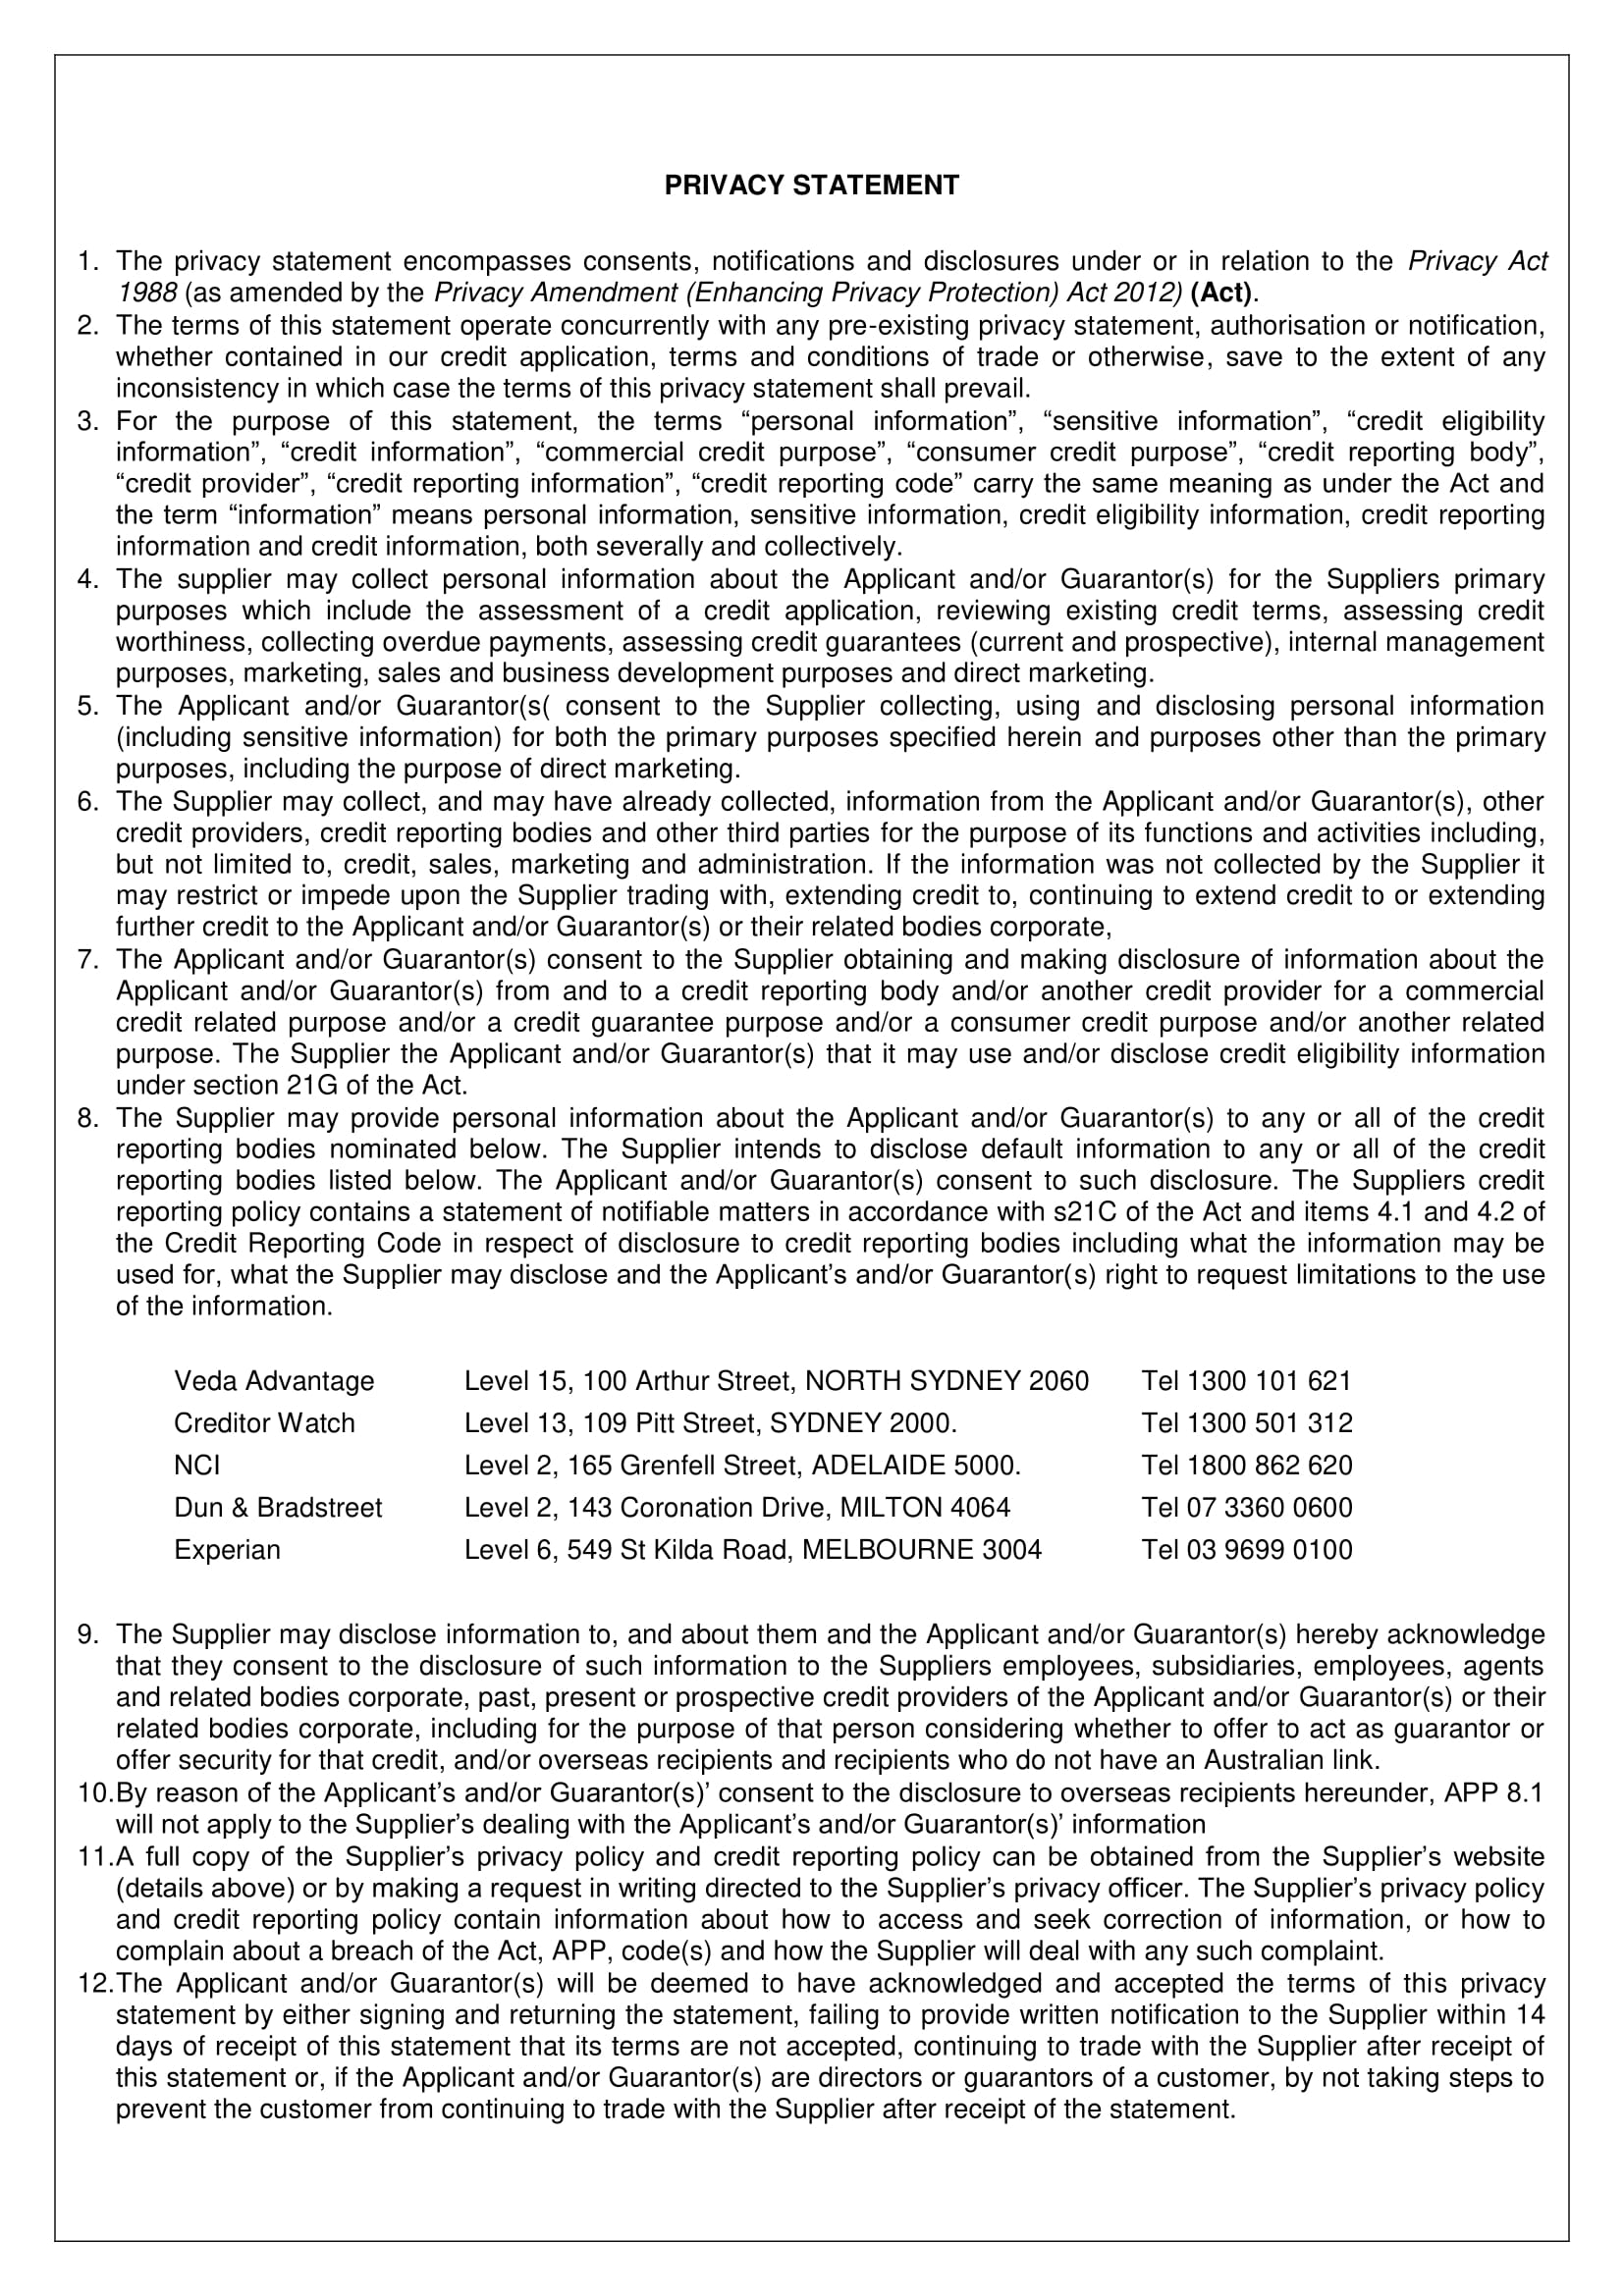 PRIVACY STATEMENT
1. The privacy statement encompasses consents, notifications and disclosures under or in relation to the Privacy Act
1988 (as amended by the Privacy Amendment (Enhancing Privacy Protection) Act 2012) (Act).
2. The terms of this statement operate concurrently with any pre-existing privacy statement, authorisation or notification,
whether contained in our credit application, terms and conditions of trade or otherwise, save to the extent of any
inconsistency in which case the terms of this privacy statement shall prevail.
3. For the purpose of this statement, the terms “personal information”, “sensitive information”, “credit eligibility
information”, “credit information”, “commercial credit purpose”, “consumer credit purpose”, “credit reporting body”,
“credit provider”, “credit reporting information”, “credit reporting code” carry the same meaning as under the Act and
the term “information” means personal information, sensitive information, credit eligibility information, credit reporting
information and credit information, both severally and collectively.
4. The supplier may collect personal information about the Applicant and/or Guarantor(s) for the Suppliers primary
purposes which include the assessment of a credit application, reviewing existing credit terms, assessing credit
worthiness, collecting overdue payments, assessing credit guarantees (current and prospective), internal management
purposes, marketing, sales and business development purposes and direct marketing.
5. The Applicant and/or Guarantor(s( consent to the Supplier collecting, using and disclosing personal information
(including sensitive information) for both the primary purposes specified herein and purposes other than the primary
purposes, including the purpose of direct marketing.
6. The Supplier may collect, and may have already collected, information from the Applicant and/or Guarantor(s), other
credit providers, credit reporting bodies and other third parties for the purpose of its functions and activities including,
but not limited to, credit, sales, marketing and administration. If the information was not collected by the Supplier it
may restrict or impede upon the Supplier trading with, extending credit to, continuing to extend credit to or extending
further credit to the Applicant and/or Guarantor(s) or their related bodies corporate,
7. The Applicant and/or Guarantor(s) consent to the Supplier obtaining and making disclosure of information about the
Applicant and/or Guarantor(s) from and to a credit reporting body and/or another credit provider for a commercial
credit related purpose and/or a credit guarantee purpose and/or a consumer credit purpose and/or another related
purpose. The Supplier the Applicant and/or Guarantor(s) that it may use and/or disclose credit eligibility information
under section 21G of the Act.
8. The Supplier may provide personal information about the Applicant and/or Guarantor(s) to any or all of the credit
reporting bodies nominated below. The Supplier intends to disclose default information to any or all of the credit
reporting bodies listed below. The Applicant and/or Guarantor(s) consent to such disclosure. The Suppliers credit
reporting policy contains a statement of notifiable matters in accordance with s21C of the Act and items 4.1 and 4.2 of
the Credit Reporting Code in respect of disclosure to credit reporting bodies including what the information may be
used for, what the Supplier may disclose and the Applicant’s and/or Guarantor(s) right to request limitations to the use
of the information.
Veda Advantage Level 15, 100 Arthur Street, NORTH SYDNEY 2060 Tel 1300 101 621
Creditor Watch Level 13, 109 Pitt Street, SYDNEY 2000. Tel 1300 501 312
NCI Level 2, 165 Grenfell Street, ADELAIDE 5000. Tel 1800 862 620
Dun & Bradstreet Level 2, 143 Coronation Drive, MILTON 4064 Tel 07 3360 0600
Experian Level 6, 549 St Kilda Road, MELBOURNE 3004 Tel 03 9699 0100
9. The Supplier may disclose information to, and about them and the Applicant and/or Guarantor(s) hereby acknowledge
that they consent to the disclosure of such information to the Suppliers employees, subsidiaries, employees, agents
and related bodies corporate, past, present or prospective credit providers of the Applicant and/or Guarantor(s) or their
related bodies corporate, including for the purpose of that person considering whether to offer to act as guarantor or
offer security for that credit, and/or overseas recipients and recipients who do not have an Australian link.
10.By reason of the Applicant’s and/or Guarantor(s)’ consent to the disclosure to overseas recipients hereunder, APP 8.1
will not apply to the Supplier’s dealing with the Applicant’s and/or Guarantor(s)’ information
11.A full copy of the Supplier’s privacy policy and credit reporting policy can be obtained from the Supplier’s website
(details above) or by making a request in writing directed to the Supplier’s privacy officer. The Supplier’s privacy policy
and credit reporting policy contain information about how to access and seek correction of information, or how to
complain about a breach of the Act, APP, code(s) and how the Supplier will deal with any such complaint.
12.The Applicant and/or Guarantor(s) will be deemed to have acknowledged and accepted the terms of this privacy
statement by either signing and returning the statement, failing to provide written notification to the Supplier within 14
days of receipt of this statement that its terms are not accepted, continuing to trade with the Supplier after receipt of
this statement or, if the Applicant and/or Guarantor(s) are directors or guarantors of a customer, by not taking steps to
prevent the customer from continuing to trade with the Supplier after receipt of the statement.